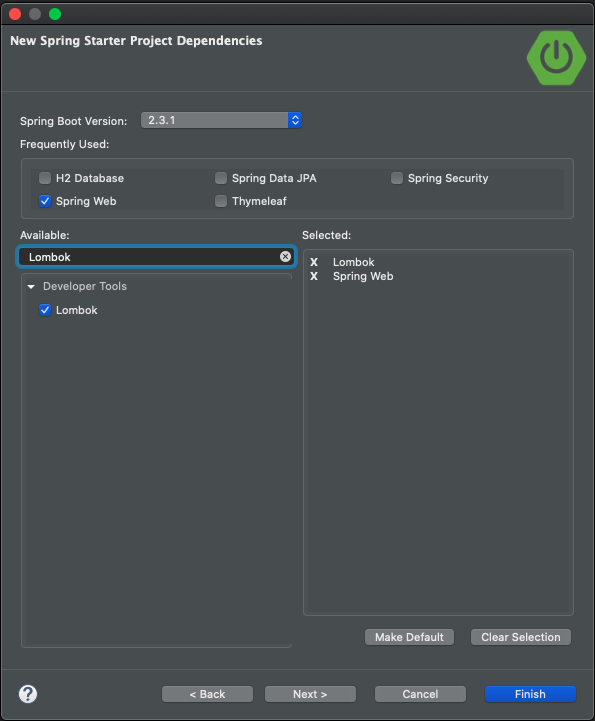 New Spring Starter Project Dependencies
Spring Boot Version: 2.3.1
Frequently Used:
H2 Database Spring Data JPA Spring Security
Spring Web Thymeleaf
Available: Selected:
Lombok
X Lombok
X Spring Web
Developer Tools
Lombok
Make Default Clear Selection
? < Back Next > Cancel Finish